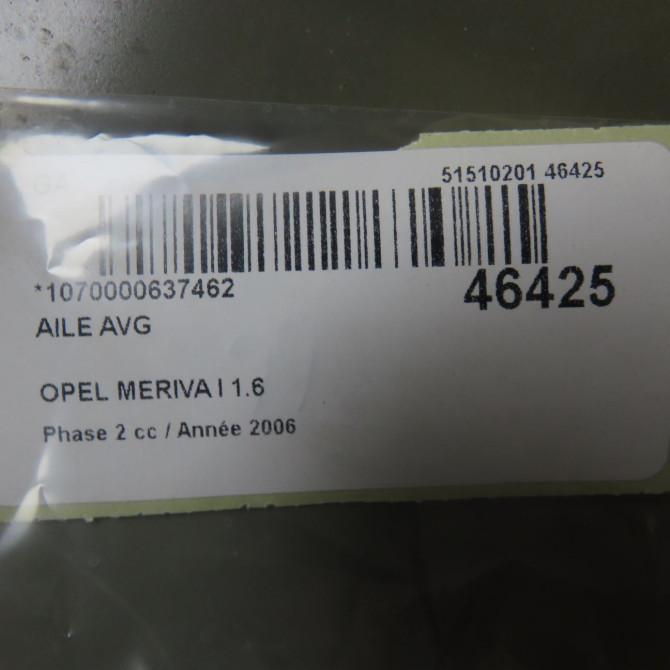 51510201 46425
*1070000637462
46425
AILE AVG
OPEL MERIVA I 1.6
Phase 2 cc / Année 2006